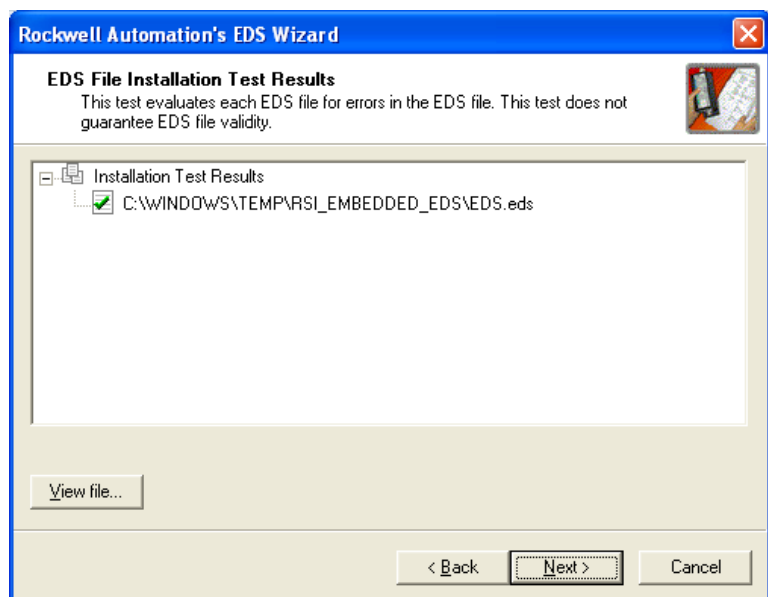 Rockwell Automation's EDS Wizard
EDS File Installation Test Results
This test evaluates each EDS file for errors in the EDS file. This test does not
guarantee EDS file validity.
Installation Test Results
C:\WINDOWS\TEMP\RSI_EMBEDDED_EDS\EDS.eds
View file...
< Back
Next >
Cancel